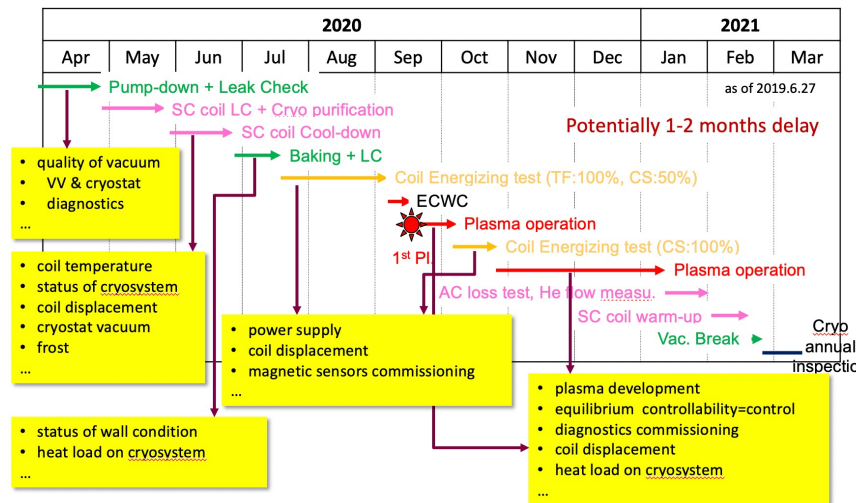 2020 2021
Apr May Jun Jul Aug Sep Oct Nov Dec Jan Feb Mar
Pump-down + Leak Check
as of 2019.6.27
SC coil LC + Cryo purification
SC coil Cool-down
Potentially 1-2 months delay
Baking + LC
• quality of vacuum
• VV & cryostat
• diagnostics
...
Coil Energizing test (TF:100%, CS:50%)
ECWC
Plasma operation
1st Pl.
Coil Energizing test (CS:100%)
Plasma operation
AC loss test, He flow measu.
SC coil warm-up
Vac. Break
Cryo
annual
inspectio
• coil temperature
• status of cryosystem
• coil displacement
• cryostat vacuum
• frost
...
• power supply
• coil displacement
• magnetic sensors commissioning
...
• status of wall condition
• heat load on cryosystem
...
• plasma development
• equilibrium controllability=control
• diagnostics commissioning
• coil displacement
• heat load on cryosystem
...